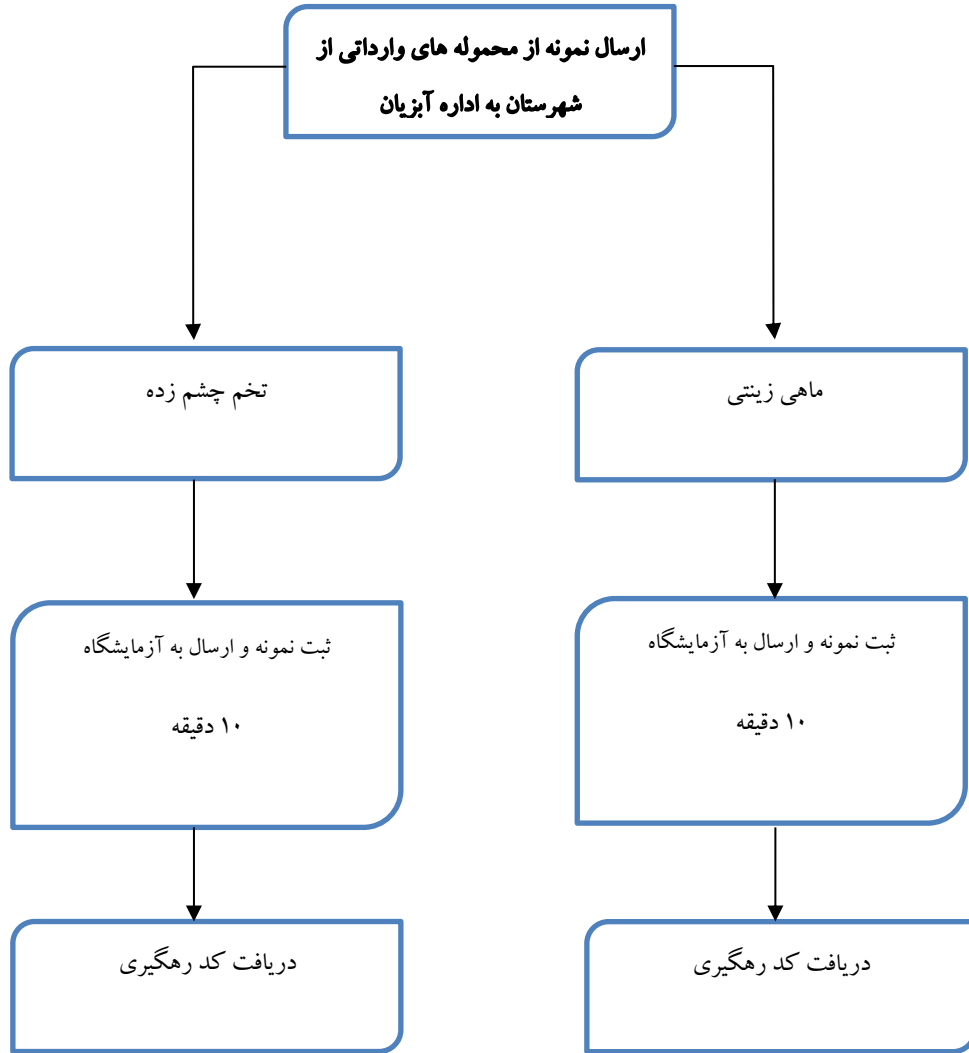 ارسال نمونه از محموله های وارداتی از
شهرستان به اداره آبزیان
ماهی زینتی
تخم چشم زده
ثبت نمونه و ارسال به آزمایشگاه
۱۰ دقیقه
ثبت نمونه و ارسال به آزمایشگاه
۱۰ دقیقه
دریافت کد رهگیری
دریافت کد رهگیری